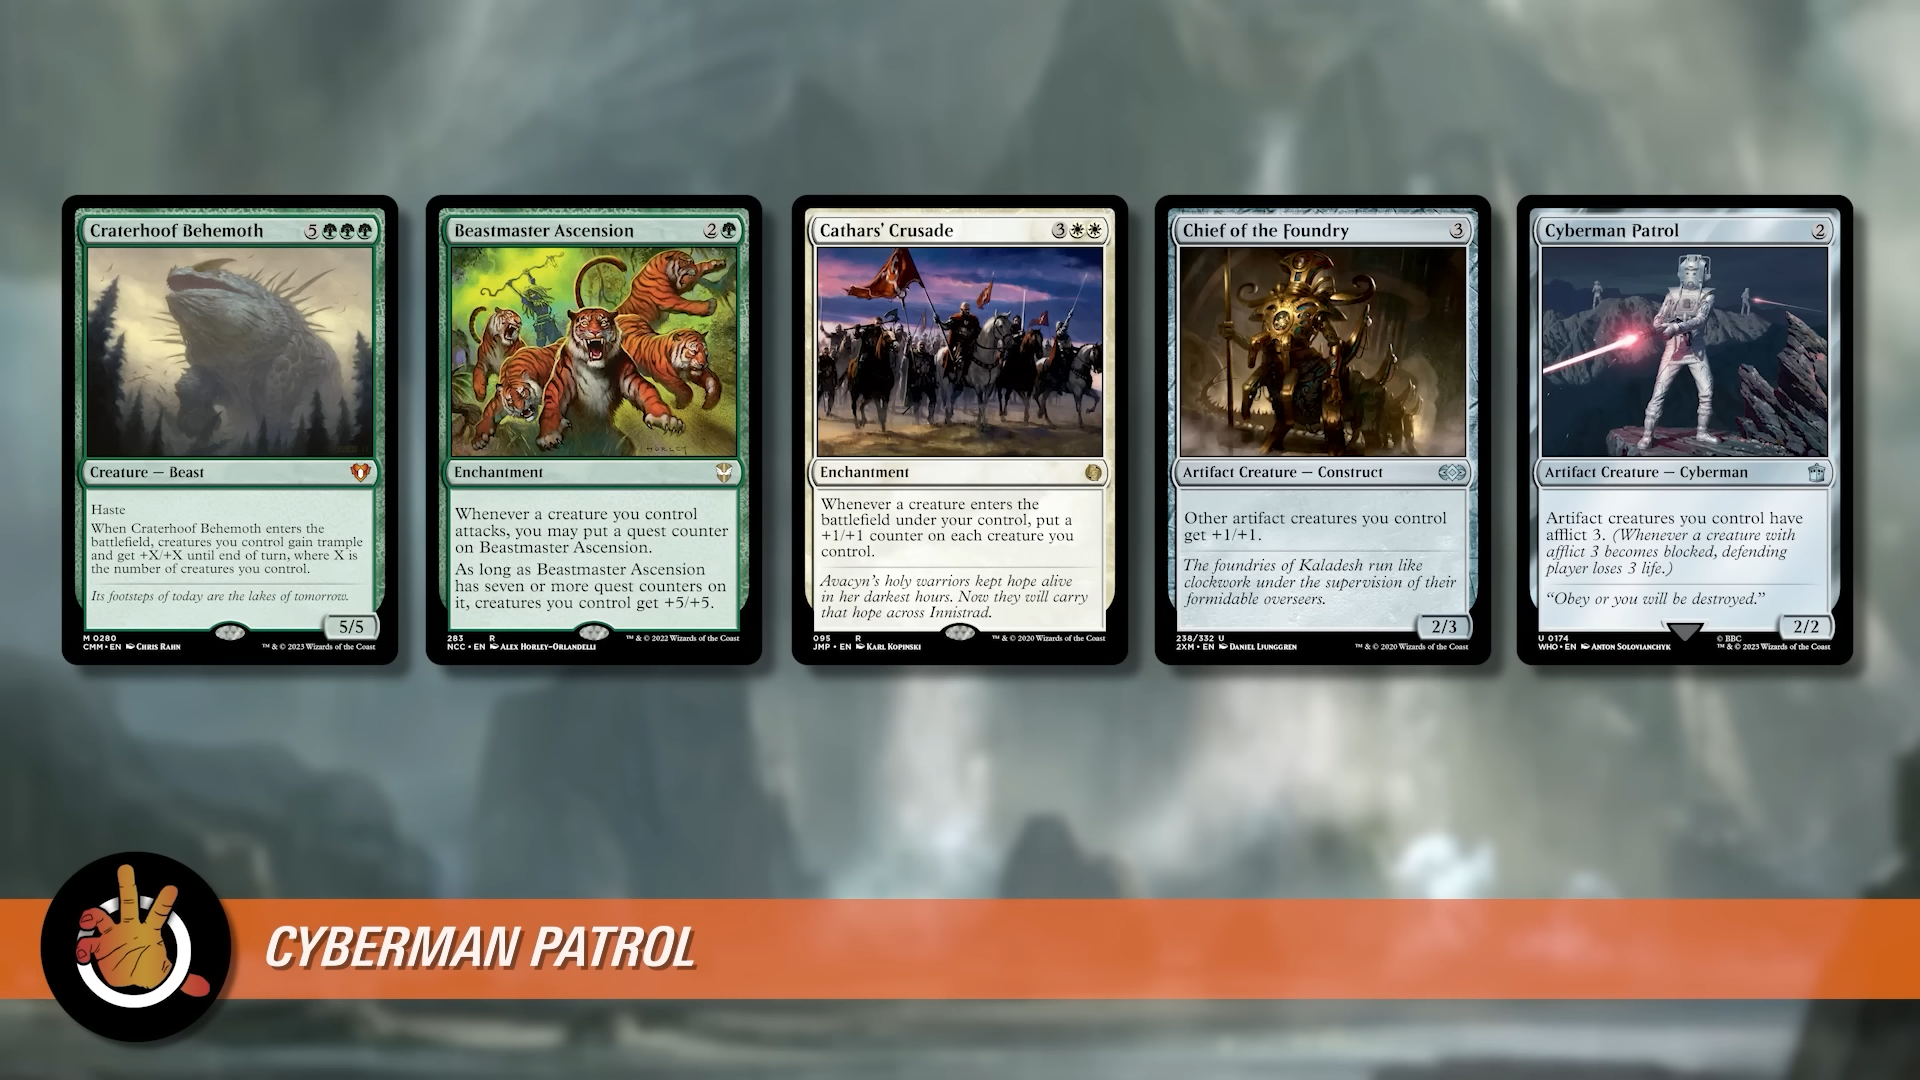 Craterhoof Behemoth 5
Creature — Beast
Haste
When Craterhoof Behemoth enters the
battlefield, creatures you control gain trample
and get +X/+X until end of turn, where X is
the number of creatures you control.
Its footsteps of today are the lakes of tomorrow.
5/5
M 0280
CMM • EN Chris Rahn
™ & © 2023 Wizards of the Coast
Beastmaster Ascension 2
HORLEY
Enchantment
Whenever a creature you control
attacks, you may put a quest counter
on Beastmaster Ascension.
As long as Beastmaster Ascension
has seven or more quest counters on
it, creatures you control get +5/+5.
283 R
NCC • EN Alex Horley-Orlandelli
™ & © 2022 Wizards of the Coast
Cathars' Crusade 3
Enchantment
Whenever a creature enters the
battlefield under your control, put a
+1/+1 counter on each creature you
control.
Avacyn's holy warriors kept hope alive
in her darkest hours. Now they will carry
that hope across Innistrad.
095 R
JMP • EN Karl Kopinski
™ & © 2020 Wizards of the Coast
Chief of the Foundry 3
Artifact Creature — Construct
Other artifact creatures you control
get +1/+1.
The foundries of Kaladesh run like
clockwork under the supervision of their
formidable overseers.
2/3
238/332 U
2XM • EN Daniel Ljunggren
™ & © 2020 Wizards of the Coast
Cyberman Patrol 2
Artifact Creature — Cyberman
Artifact creatures you control have
afflict 3. (Whenever a creature with
afflict 3 becomes blocked, defending
player loses 3 life.)
“Obey or you will be destroyed.”
2/2
U 0174
WHO • EN Anton Solovianchyk
© BBC
™ & © 2023 Wizards of the Coast
CYBERMAN PATROL